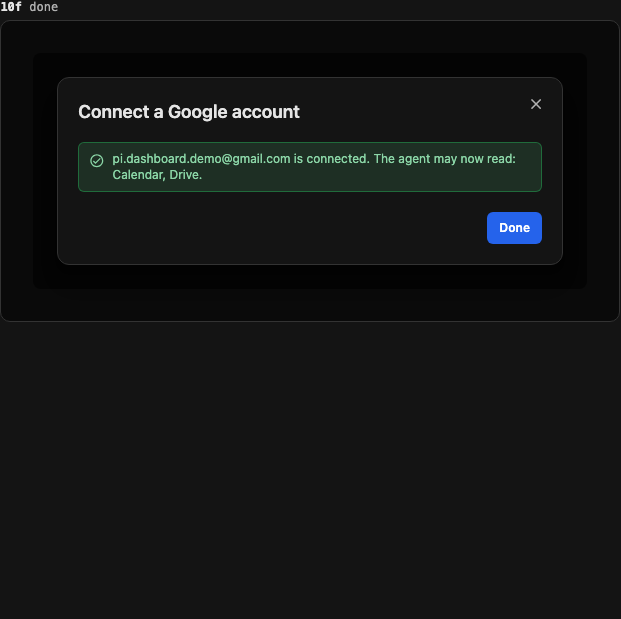 10f done
Connect a Google account
pi.dashboard.demo@gmail.com is connected. The agent may now read:
Calendar, Drive.
Done